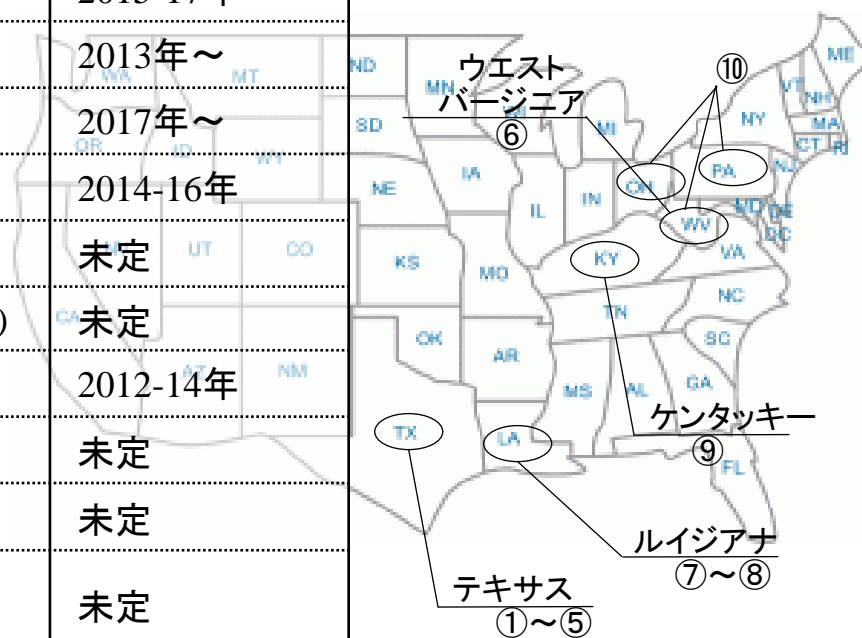 2013年～
2017年～
2014-16年
未定
)
未定
2012-14年
未定
未定
未定
ウエスト
バージニア
⑥
⑩
ケンタッキー
⑨
ルイジアナ
⑦～⑧
テキサス
①～⑤
WA
MT
ND
MN
WI
MI
ME
VT
NH
NY
MA
CT
RI
OR
ID
WY
SD
IA
NE
IL
IN
OH
PA
NJ
MD
DE
DC
WV
VA
UT
CO
KS
MO
KY
NC
TN
CA
AZ
NM
OK
AR
SC
MS
AL
GA
TX
LA
FL